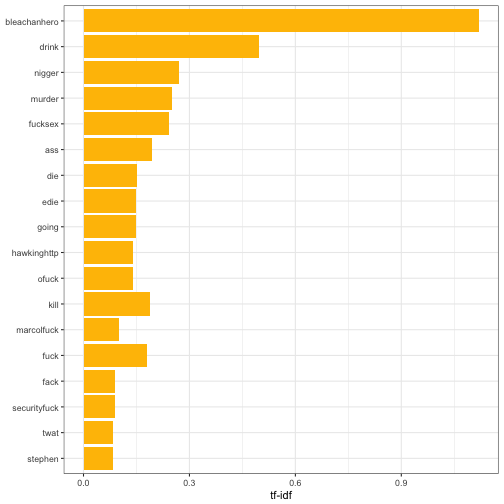 bleachanhero
drink
nigger
murder
fucksex
ass
die
edie
going
hawkinghttp
ofuck
kill
marcolfuck
fuck
fack
securityfuck
twat
stephen
0.0 0.3 0.6 0.9
tf-idf